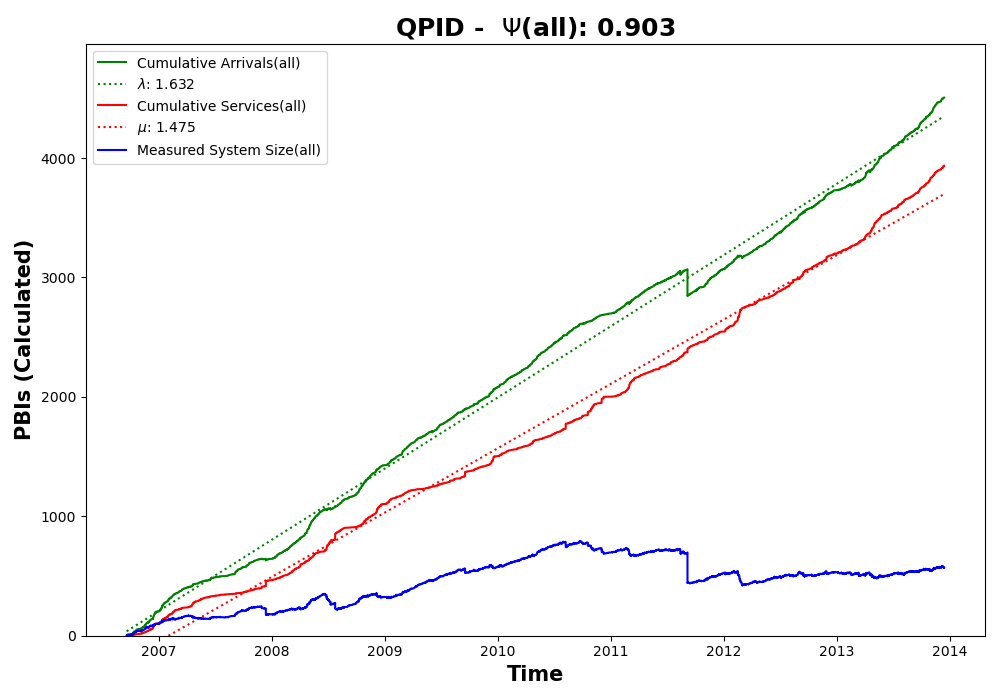 QPID - Ψ(all): 0.903
Cumulative Arrivals(all)
λ: 1.632
Cumulative Services(all)
μ: 1.475
Measured System Size(all)
PBIs (Calculated)
4000
3000
2000
1000
0
2007 2008 2009 2010 2011 2012 2013 2014
Time